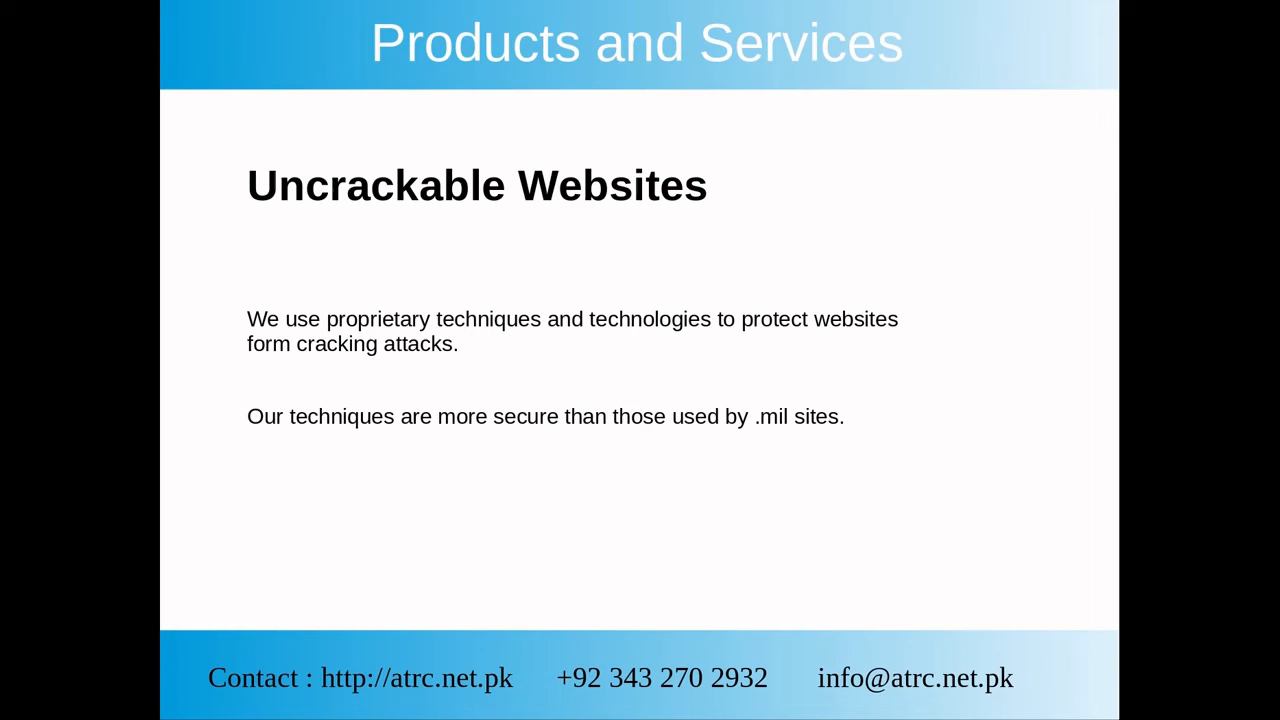 Products and Services
Uncrackable Websites
We use proprietary techniques and technologies to protect websites
form cracking attacks.
Our techniques are more secure than those used by .mil sites.
Contact : http://atrc.net.pk +92 343 270 2932 info@atrc.net.pk